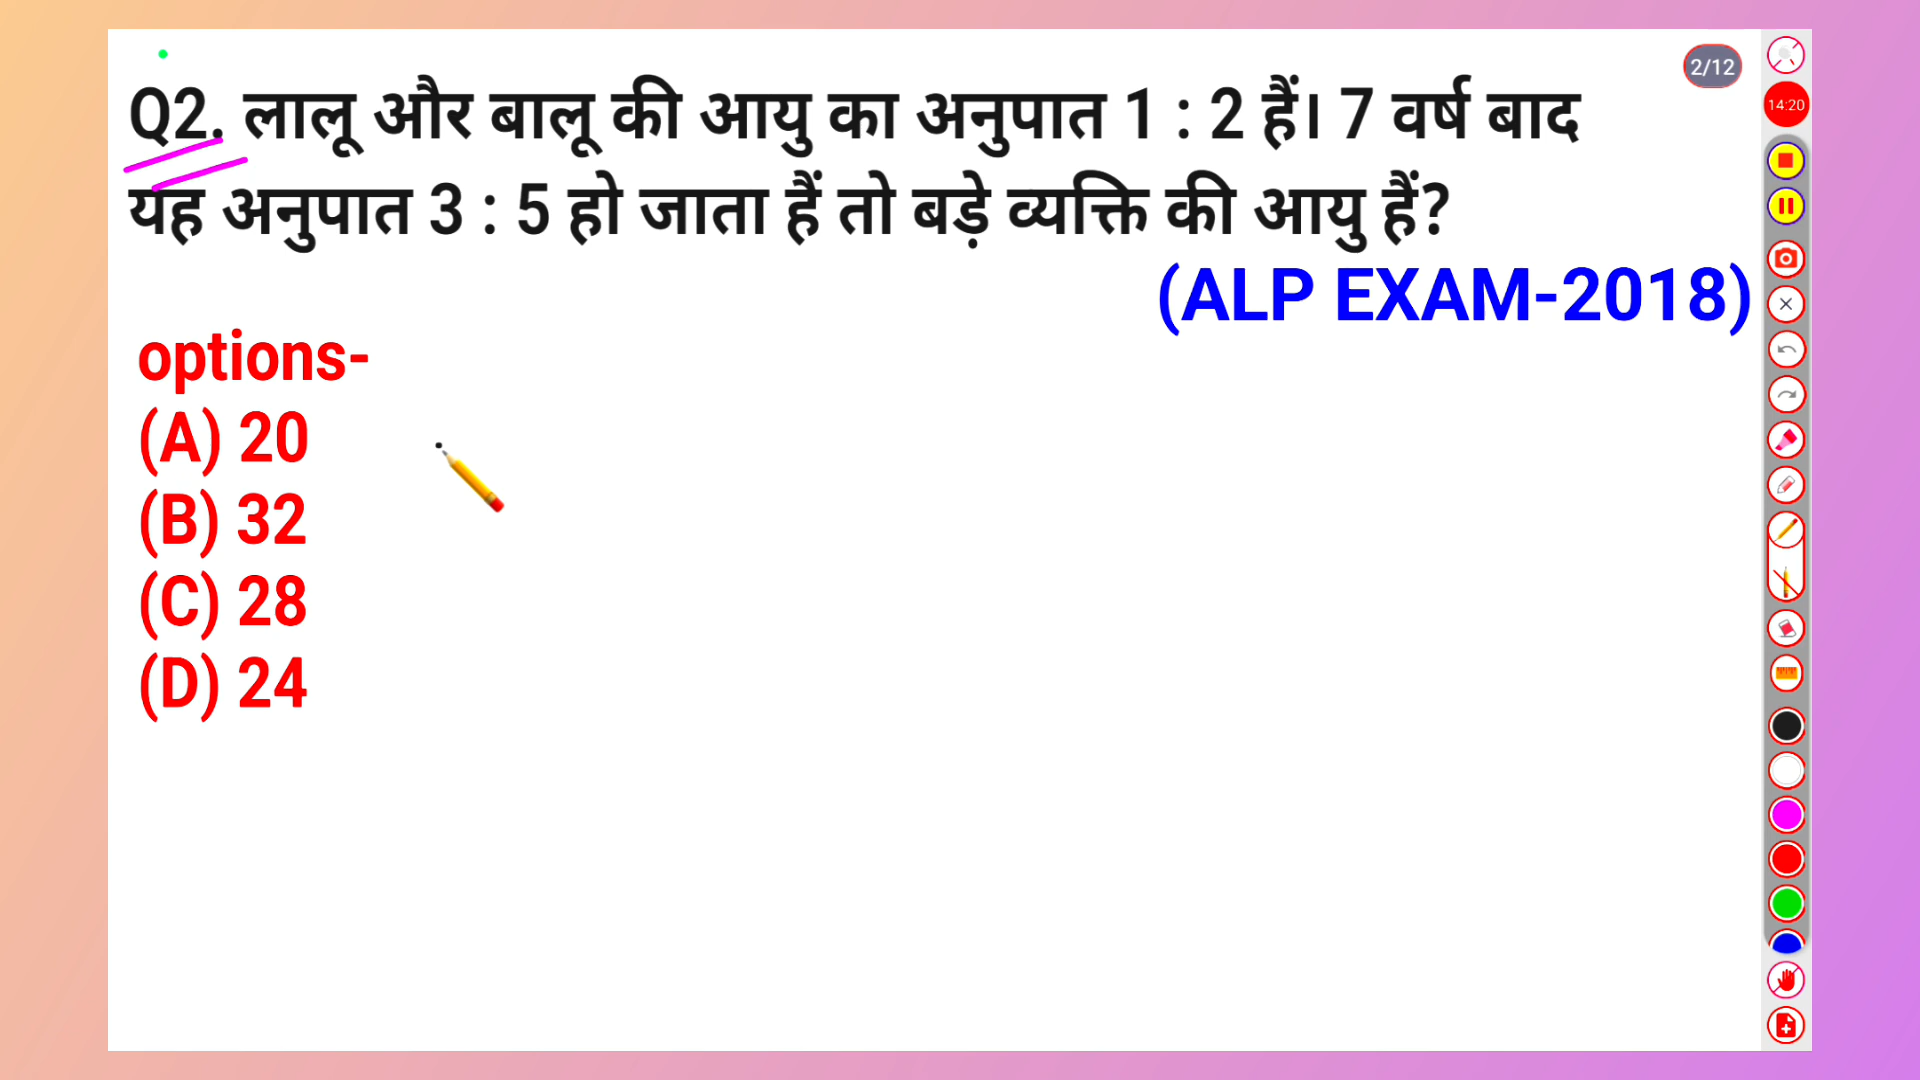 2/12
14:20
Q2. लालू और बालू की आयु का अनुपात 1 : 2 हैं। 7 वर्ष बाद
यह अनुपात 3 : 5 हो जाता हैं तो बड़े व्यक्ति की आयु हैं?
(ALP EXAM-2018)
options-
(A) 20
(B) 32
(C) 28
(D) 24